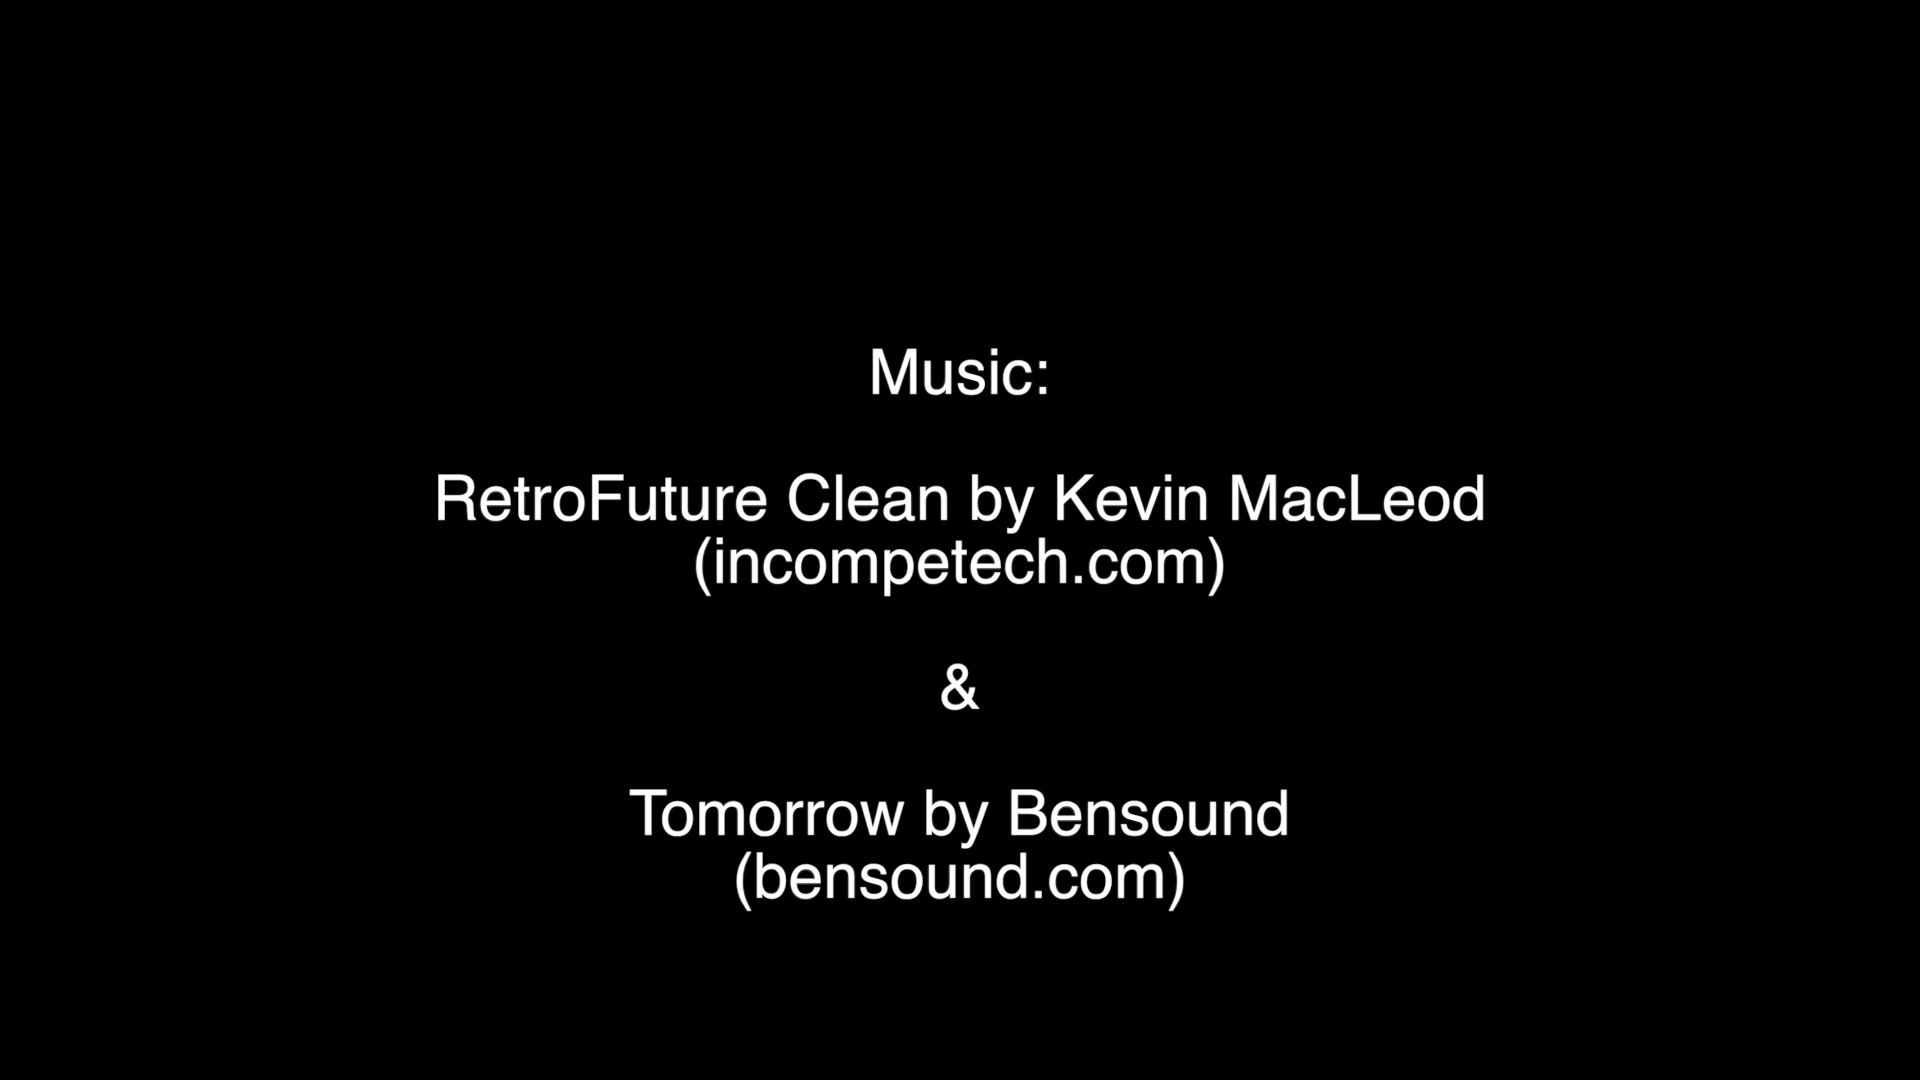 Music:
RetroFuture Clean by Kevin MacLeod
(incompetech.com)
&
Tomorrow by Bensound
(bensound.com)